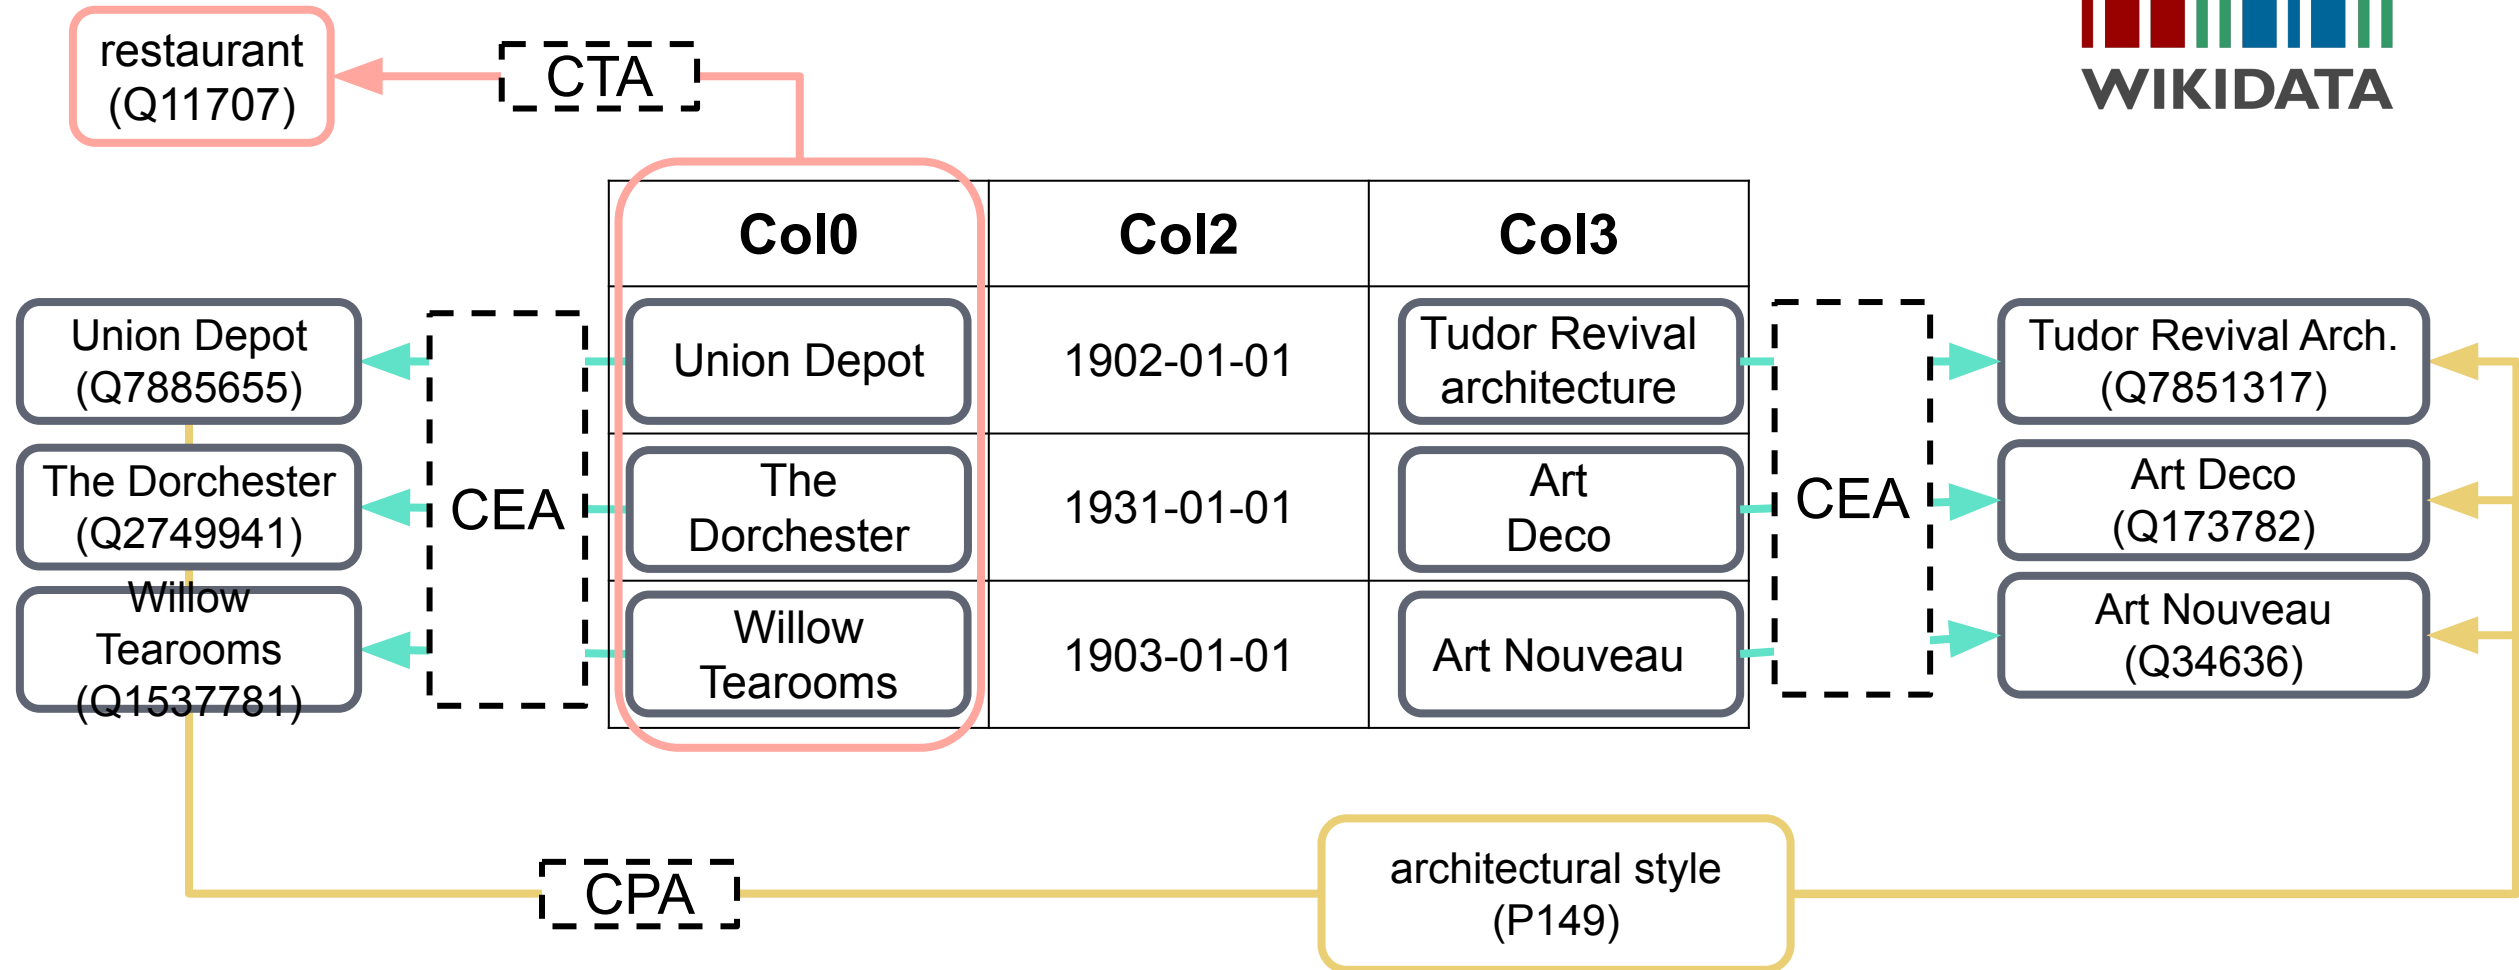 restaurant
(Q11707)
CTA
WIKIDATA
Col0
Col2
Col3
Union Depot
(Q7885655)
The Dorchester
(Q2749941)
Willow
Tearooms
(Q1537781)
CEA
Union Depot
1902-01-01
Tudor Revival
architecture
The
Dorchester
1931-01-01
Art
Deco
Willow
Tearooms
1903-01-01
Art Nouveau
CEA
Tudor Revival Arch.
(Q7851317)
Art Deco
(Q173782)
Art Nouveau
(Q34636)
CPA
architectural style
(P149)